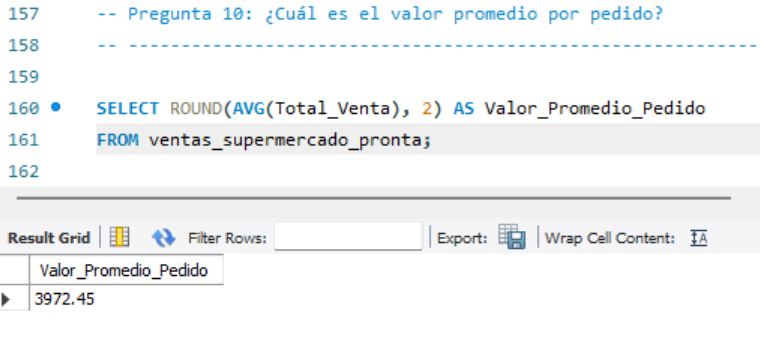 157 -- Pregunta 10: ¿Cuál es el valor promedio por pedido?
158 -- ------------------------------------------------------------
159
160 SELECT ROUND(AVG(Total_Venta), 2) AS Valor_Promedio_Pedido
161 FROM ventas_supermercado_pronta;
162
Result Grid Filter Rows: Export: Wrap Cell Content: IA
Valor_Promedio_Pedido
3972.45